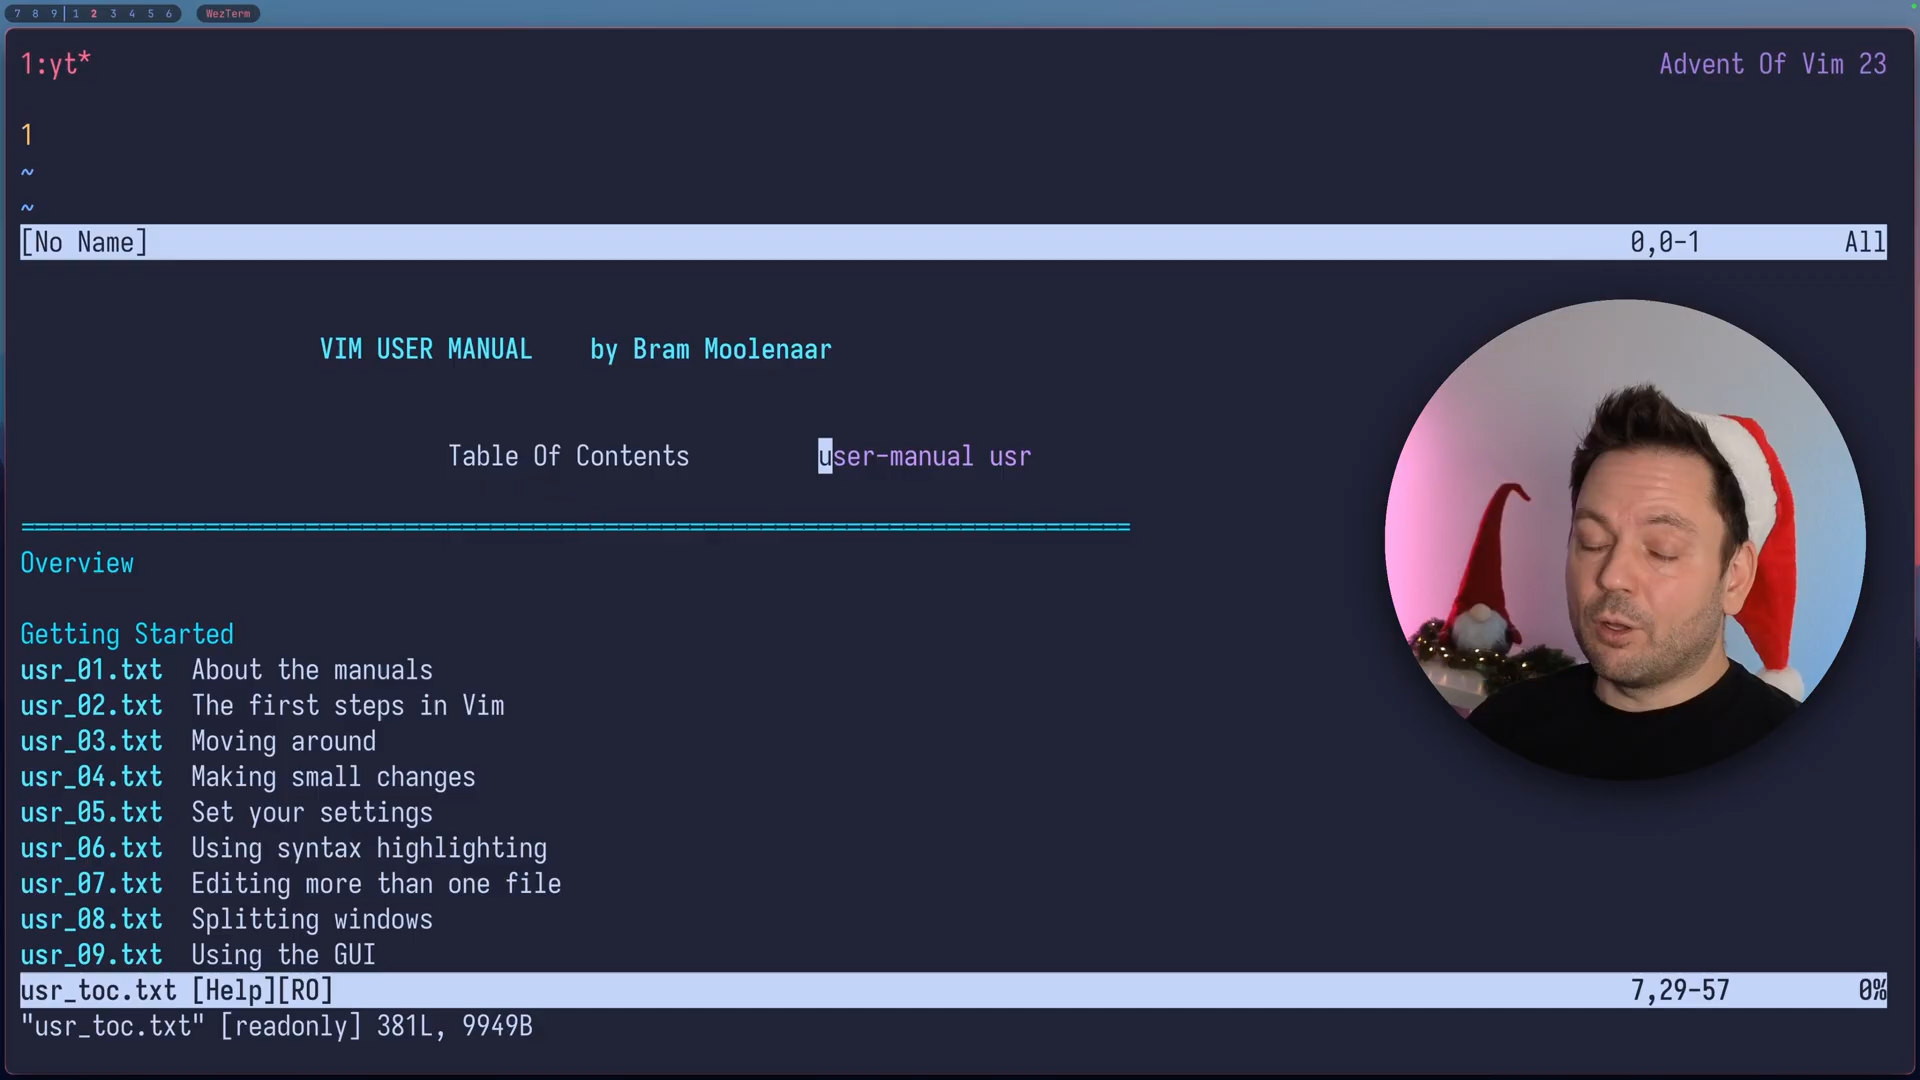 7 8 9 1 2 3 4 5 6 WezTerm
1:yt* Advent Of Vim 23
1
~
~
[No Name] 0,0-1 All
VIM USER MANUAL by Bram Moolenaar
Table Of Contents user-manual usr
==============================================================================
Overview
Getting Started
usr_01.txt About the manuals
usr_02.txt The first steps in Vim
usr_03.txt Moving around
usr_04.txt Making small changes
usr_05.txt Set your settings
usr_06.txt Using syntax highlighting
usr_07.txt Editing more than one file
usr_08.txt Splitting windows
usr_09.txt Using the GUI
usr_toc.txt [Help][RO] 7,29-57 0%
"usr_toc.txt" [readonly] 381L, 9949B